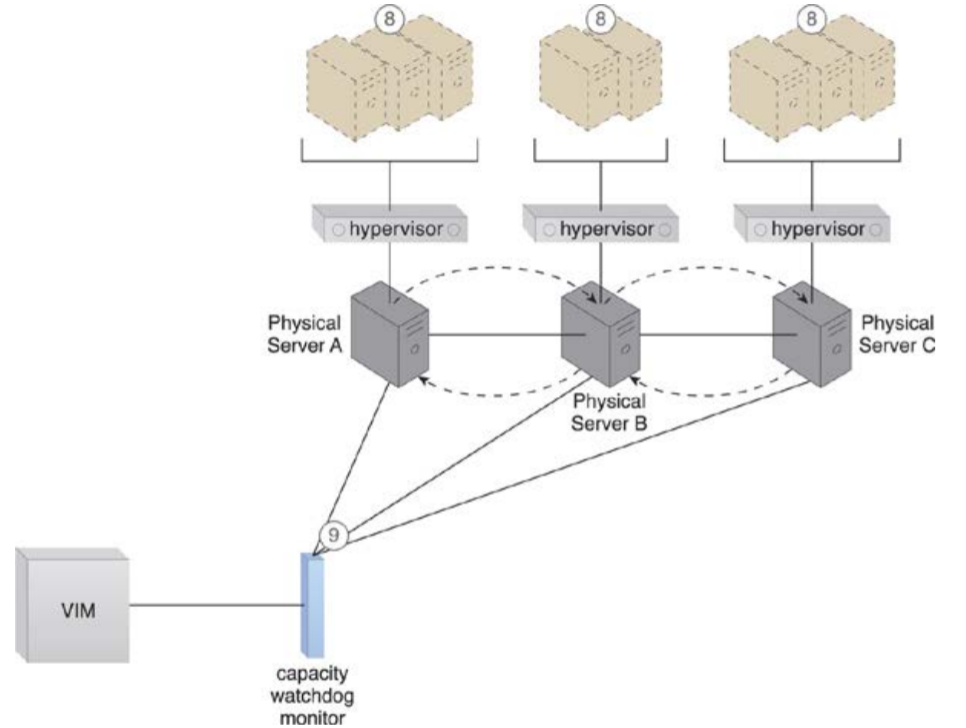 8
8
8
hypervisor
hypervisor
hypervisor
Physical
Server A
Physical
Server C
Physical
Server B
9
VIM
capacity
watchdog
monitor